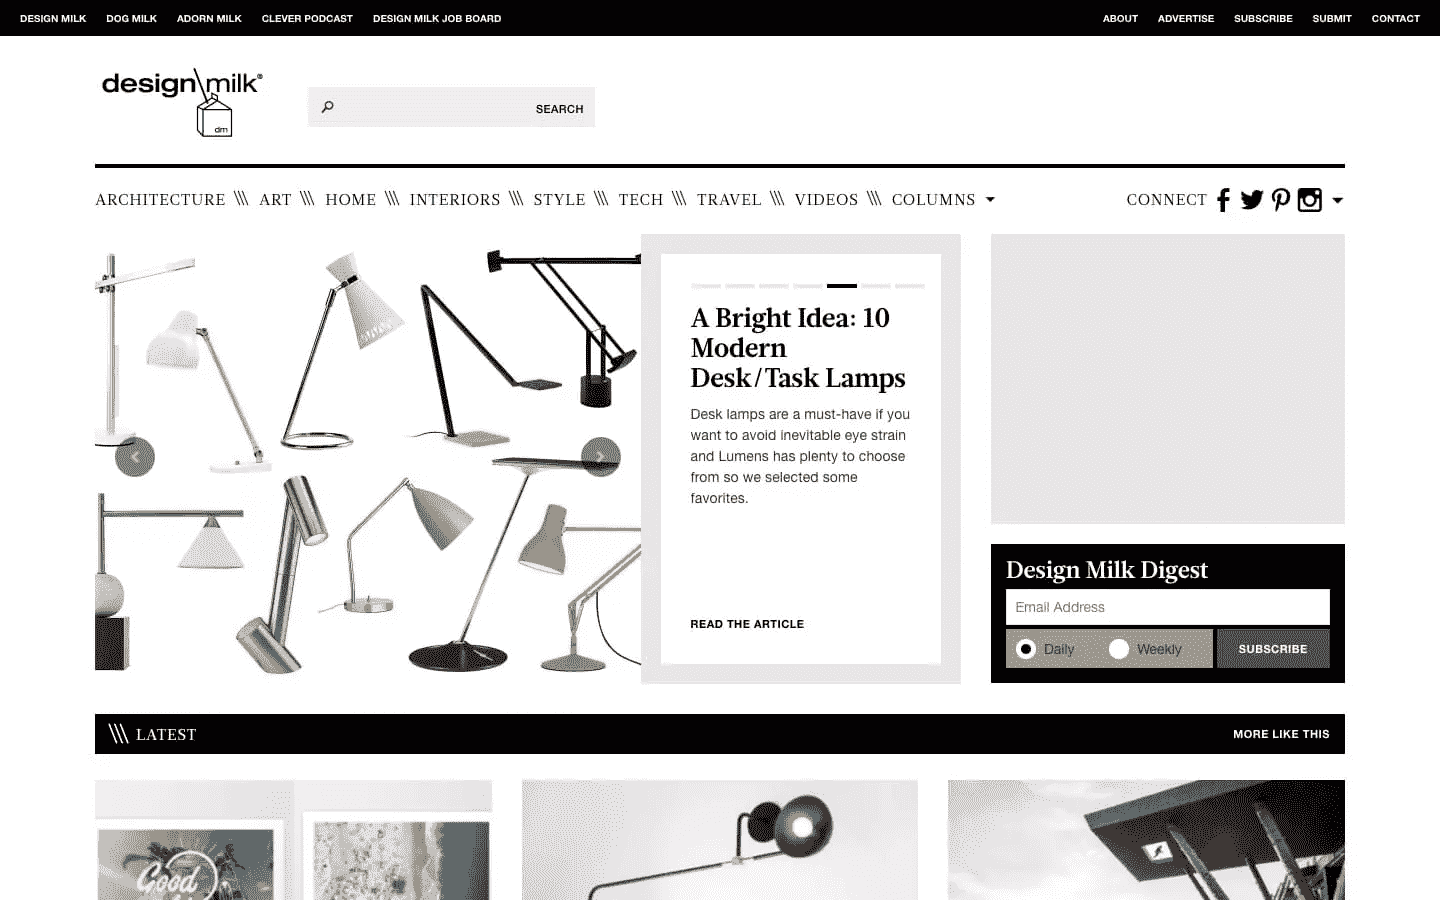 DESIGN MILK DOG MILK ADORN MILK CLEVER PODCAST DESIGN MILK JOB BOARD ABOUT ADVERTISE SUBSCRIBE SUBMIT CONTACT
design milk®
dm
SEARCH
ARCHITECTURE \\\ ART \\\ HOME \\\ INTERIORS \\\ STYLE \\\ TECH \\\ TRAVEL \\\ VIDEOS \\\ COLUMNS
CONNECT
A Bright Idea: 10
Modern
Desk/Task Lamps
Desk lamps are a must-have if you
want to avoid inevitable eye strain
and Lumens has plenty to choose
from so we selected some
favorites.
READ THE ARTICLE
Design Milk Digest
Email Address
Daily Weekly SUBSCRIBE
\\\ LATEST MORE LIKE THIS
Good